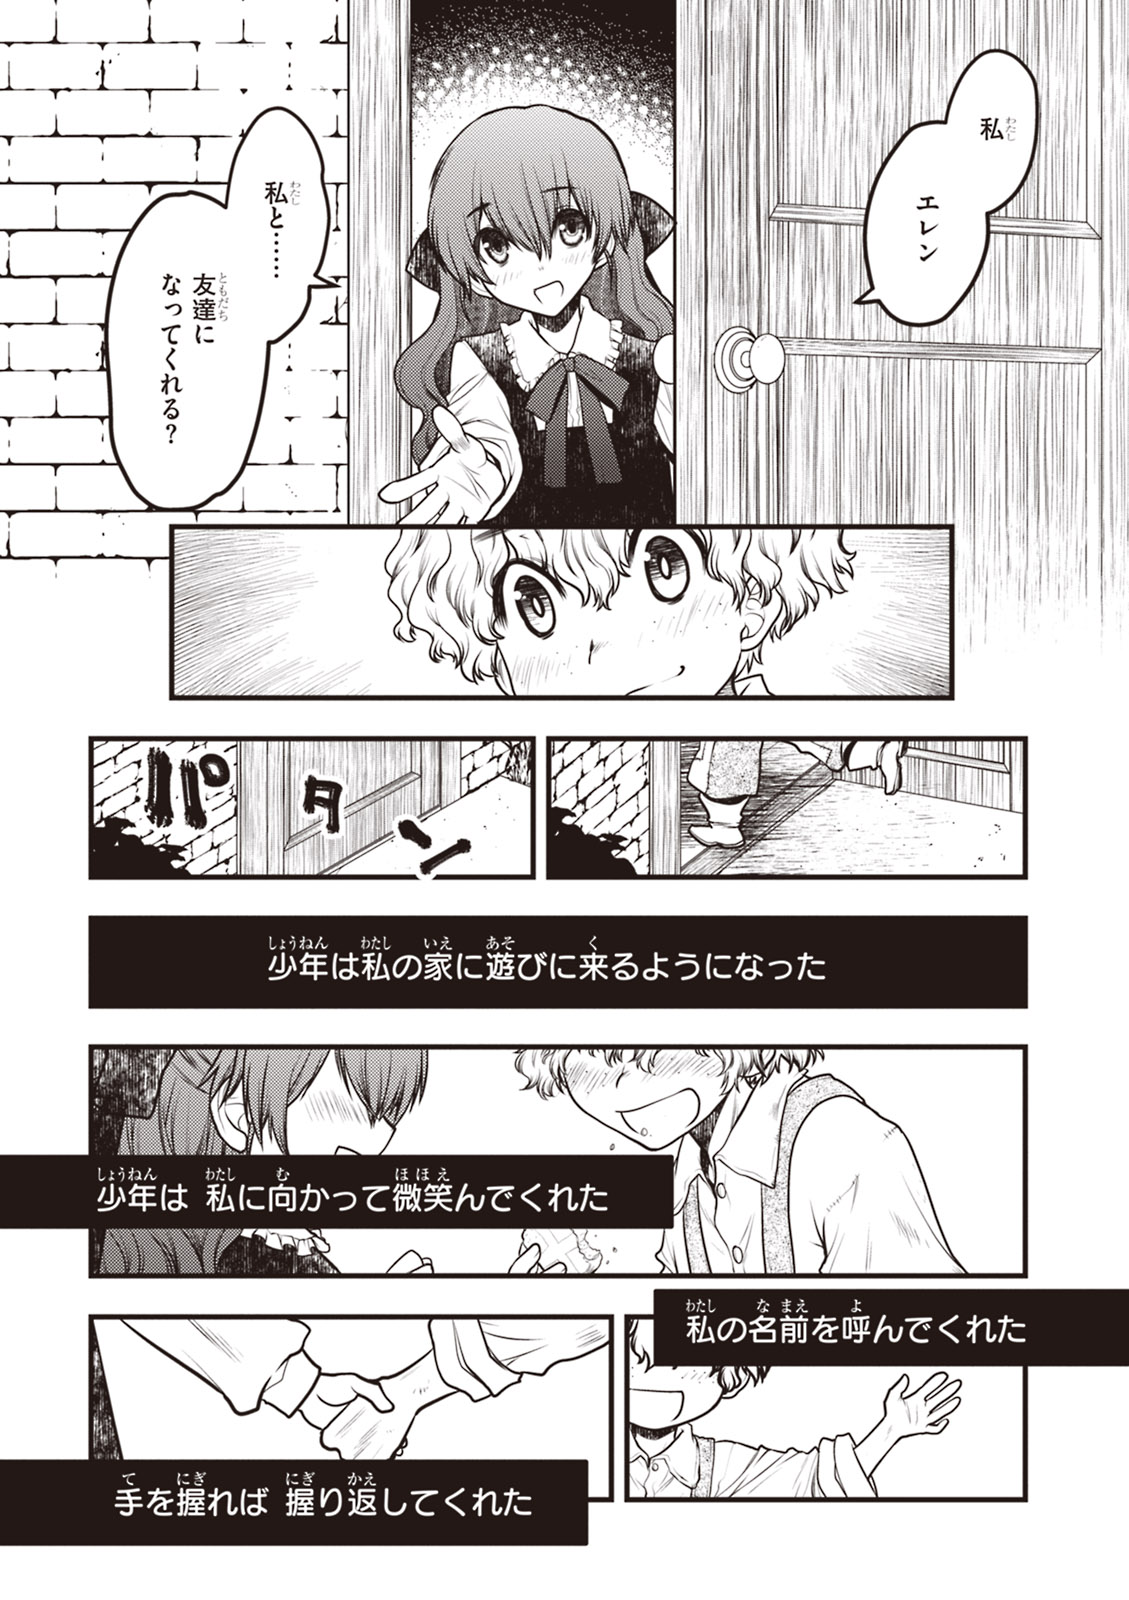 私
エレン
私と……
友達に
なってくれる？
パタン
少年は私の家に遊びに来るようになった
少年は 私に向かって微笑んでくれた
私の名前を呼んでくれた
手を握れば 握り返してくれた